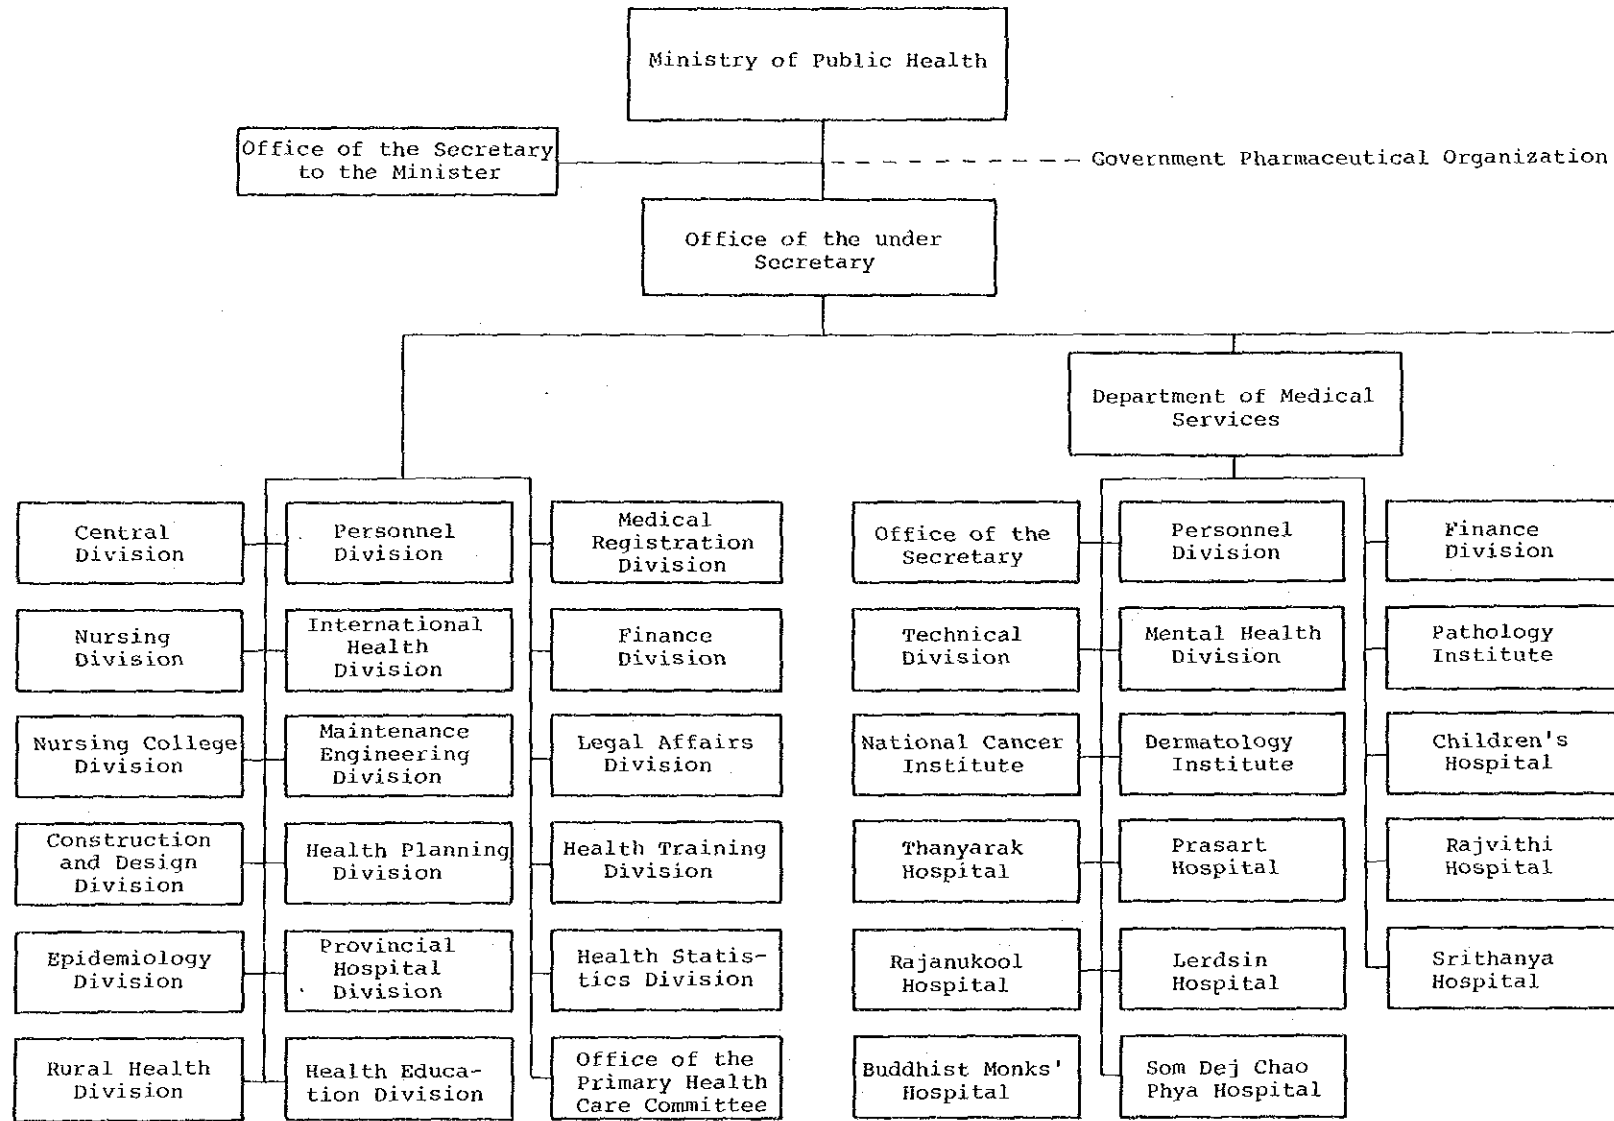 Ministry of Public Health
Office of the Secretary
to the Minister
Government Pharmaceutical Organization
Office of the under
Secretary
Department of Medical
Services
Central
Division
Personnel
Division
Medical
Registration
Division
Office of the
Secretary
Personnel
Division
Finance
Division
Nursing
Division
International
Health
Division
Finance
Division
Technical
Division
Mental Health
Division
Pathology
Institute
Nursing College
Division
Maintenance
Engineering
Division
Legal Affairs
Division
National Cancer
Institute
Dermatology
Institute
Children's
Hospital
Construction
and Design
Division
Health Planning
Division
Health Training
Division
Thanyarak
Hospital
Prasart
Hospital
Rajvithi
Hospital
Epidemiology
Division
Provincial
Hospital
Division
Health Statis-
tics Division
Rajanukool
Hospital
Lerdsin
Hospital
Srithanya
Hospital
Rural Health
Division
Health Educa-
tion Division
Office of the
Primary Health
Care Committee
Buddhist Monks'
Hospital
Som Dej Chao
Phya Hospital